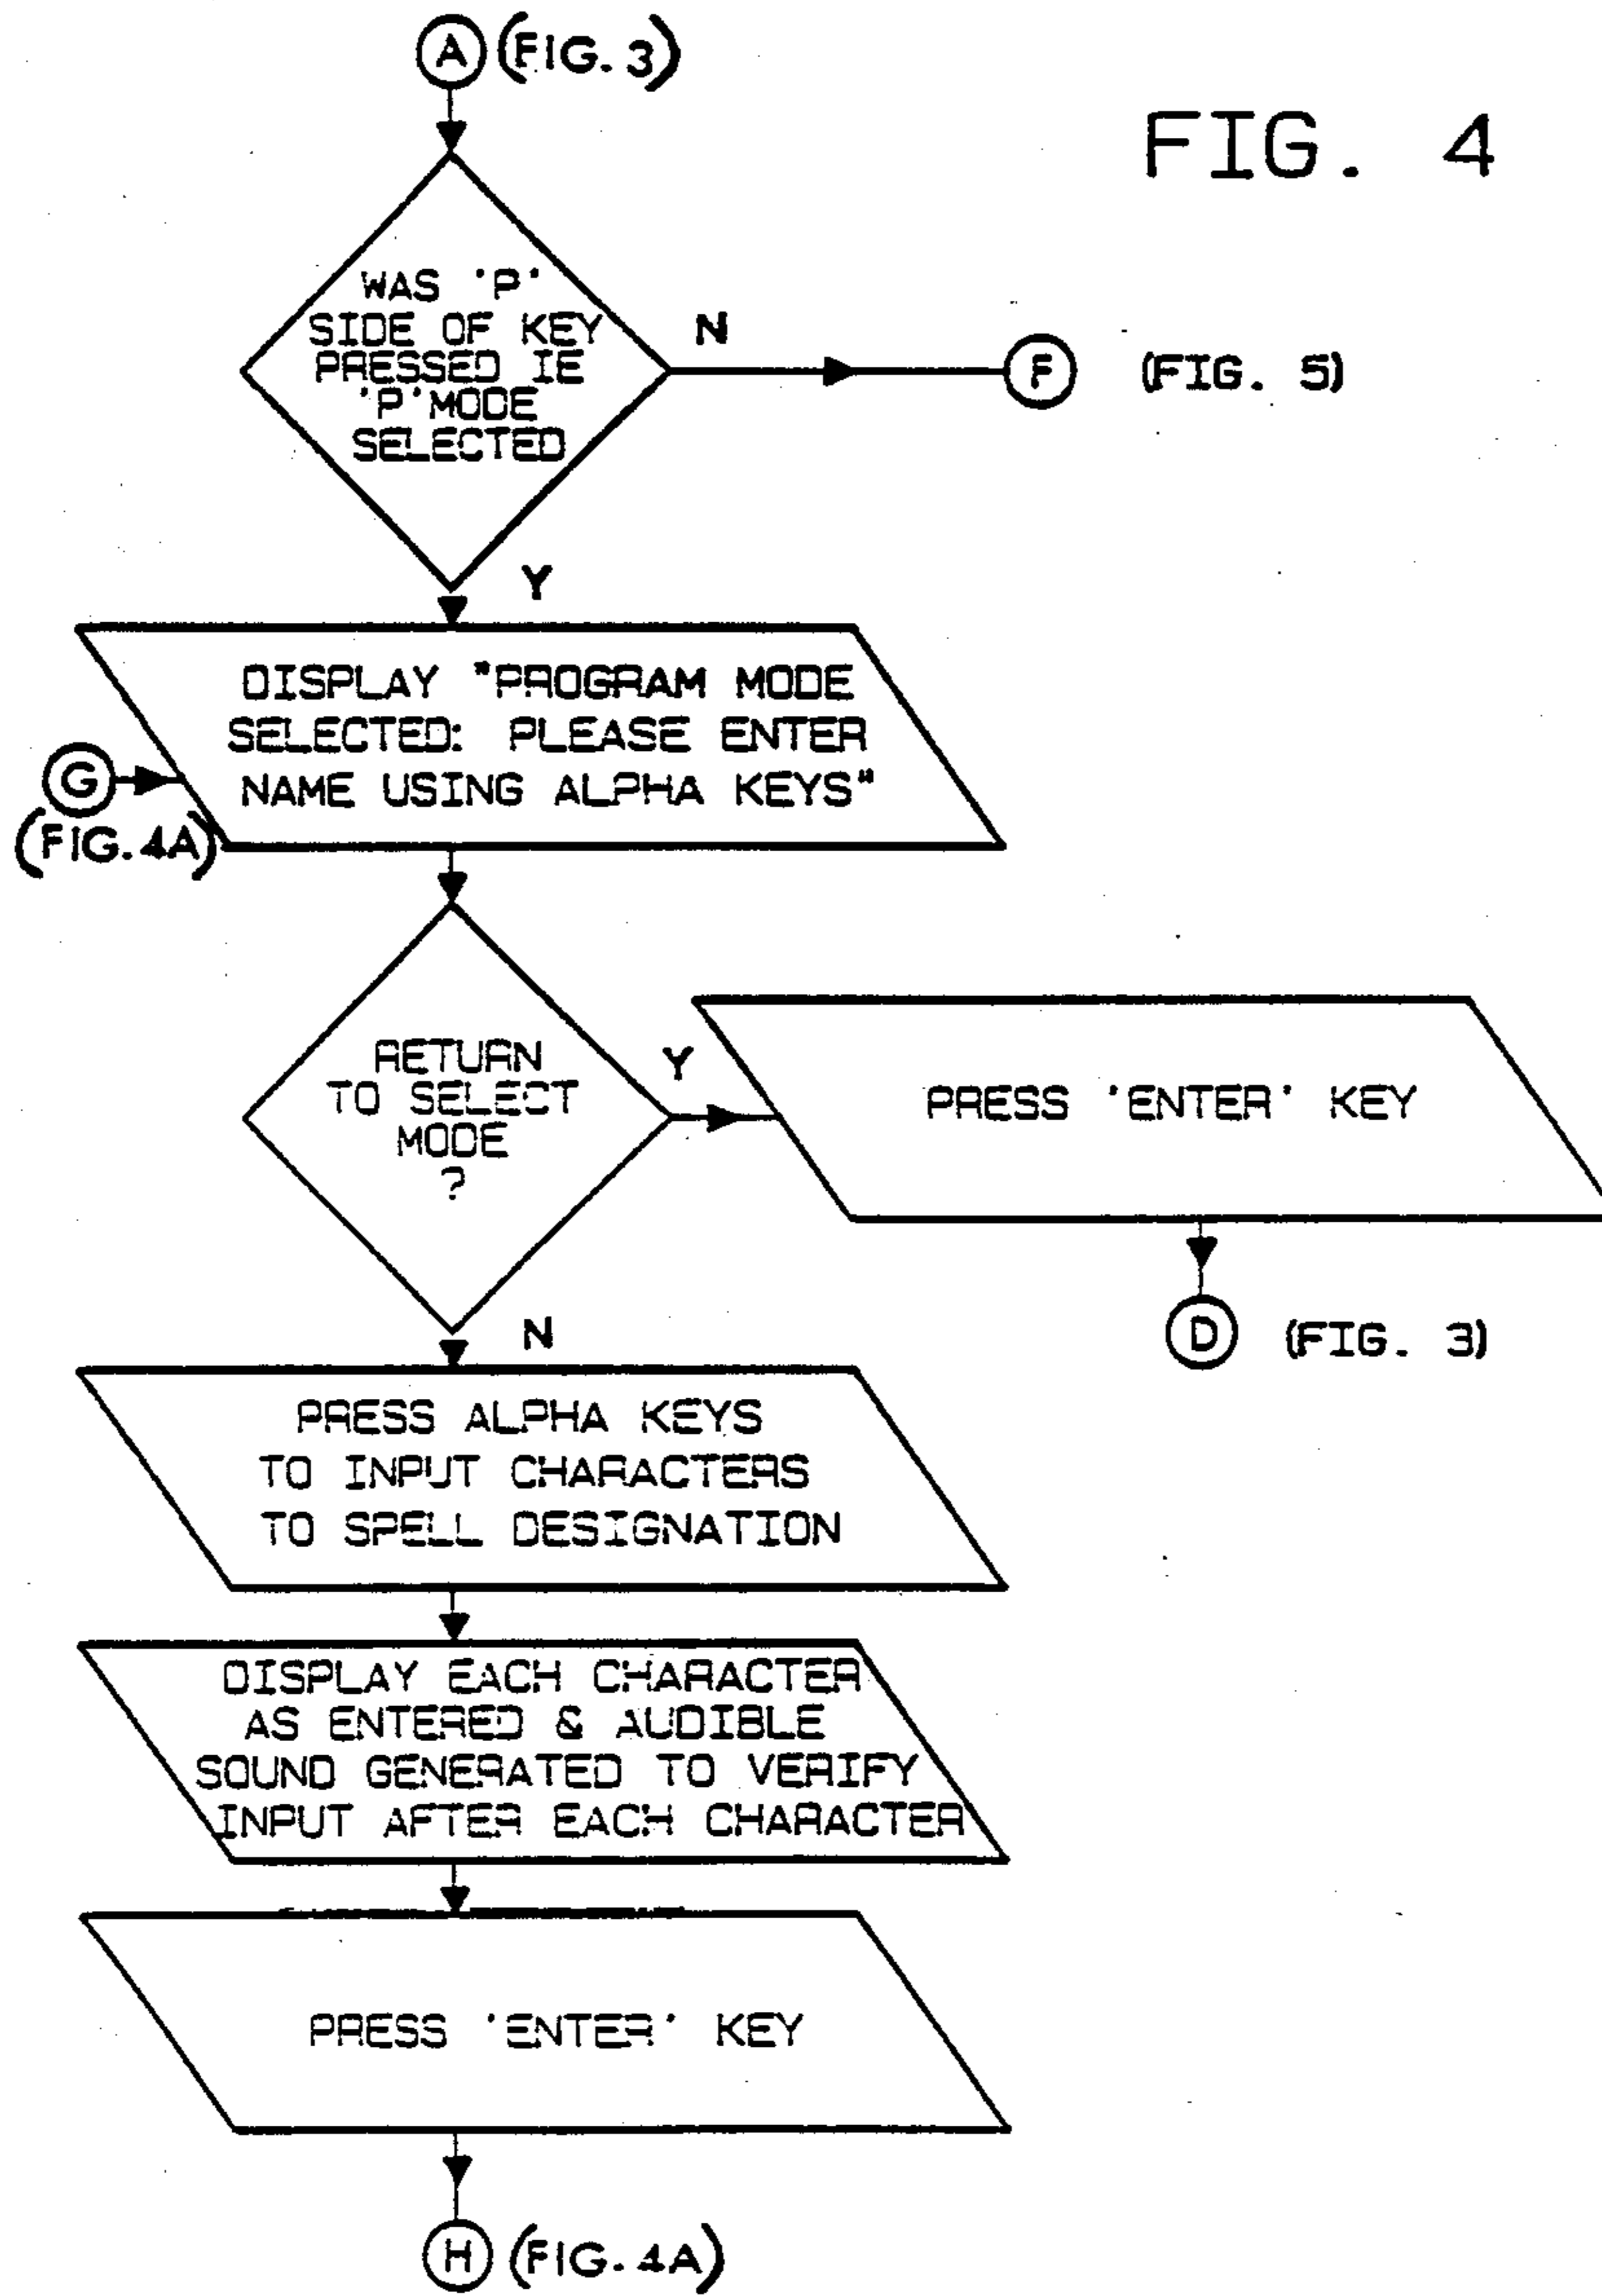 A (FIG. 3)
FIG. 4
WAS 'P'
SIDE OF KEY
PRESSED IE
'P' MODE
SELECTED
N
F (FIG. 5)
Y
DISPLAY "PROGRAM MODE
SELECTED: PLEASE ENTER
NAME USING ALPHA KEYS"
G
(FIG. 4A)
RETURN
TO SELECT
MODE
?
Y
PRESS 'ENTER' KEY
D (FIG. 3)
N
PRESS ALPHA KEYS
TO INPUT CHARACTERS
TO SPELL DESIGNATION
DISPLAY EACH CHARACTER
AS ENTERED & AUDIBLE
SOUND GENERATED TO VERIFY
INPUT AFTER EACH CHARACTER
PRESS 'ENTER' KEY
H (FIG. 4A)